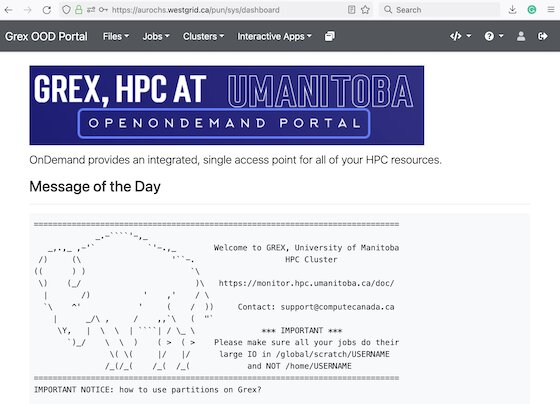 https://aurochs.westgrid.ca/pun/sys/dashboard
Search
Grex OOD Portal Files Jobs Clusters Interactive Apps
GREX, HPC AT UMANITOBA
OPENONDEMAND PORTAL
OnDemand provides an integrated, single access point for all of your HPC resources.
Message of the Day
Welcome to GREX, University of Manitoba
HPC Cluster
https://monitor.hpc.umanitoba.ca/doc/
Contact: support@computecanada.ca
*** IMPORTANT ***
Please make sure all your jobs do their
large IO in /global/scratch/USERNAME
and NOT /home/USERNAME
IMPORTANT NOTICE: how to use partitions on Grex?